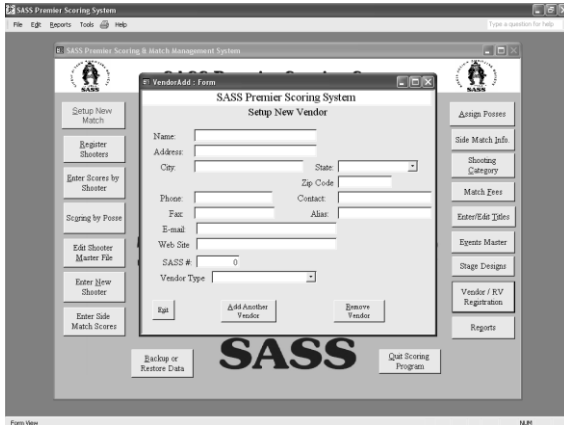 SASS Premier Scoring System
File Edit Reports Tools Help
Type a question for help
SASS Premier Scoring & Match Management System
SASS
SASS
VendorAdd : Form
SASS Premier Scoring System
Setup New Vendor
Name:
Address:
City: State:
Zip Code
Phone: Contact:
Fax: Alias:
E-mail:
Web Site
SASS #: 0
Vendor Type
Exit
Add Another
Vendor
Remove
Vendor
Setup New
Match
Register
Shooters
Enter Scores by
Shooter
Scoring by Posse
Edit Shooter
Master File
Enter New
Shooter
Enter Side
Match Scores
Assign Posses
Side Match Info.
Shooting
Category
Match Fees
Enter/Edit Titles
Events Master
Stage Designs
Vendor / RV
Registration
Reports
Backup or
Restore Data
SASS
Quit Scoring
Program
Form View
NUM